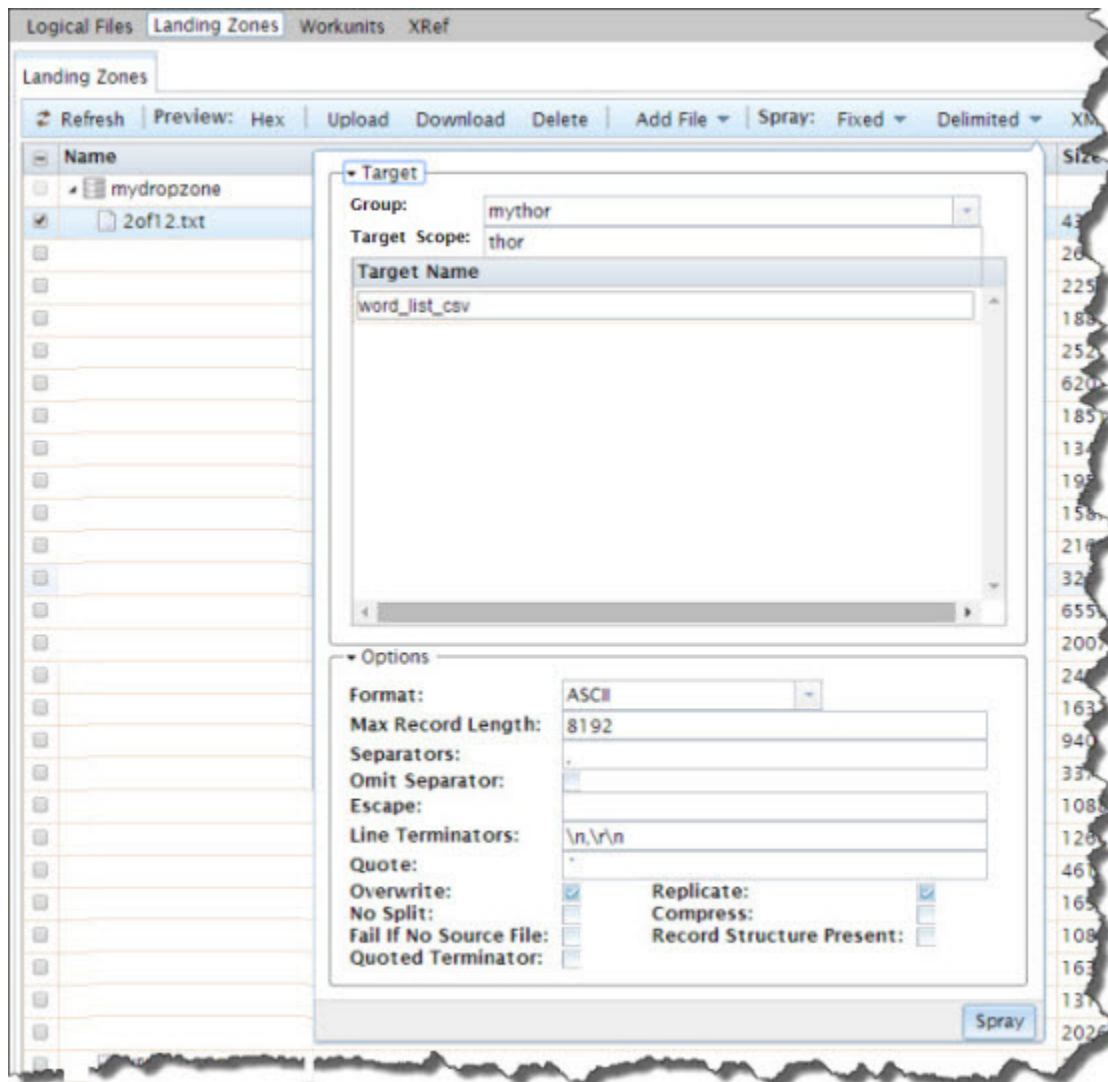 Logical Files Landing Zones Workunits XRef
Landing Zones
Refresh Preview: Hex Upload Download Delete Add File Spray: Fixed Delimited
Name
mydropzone
2of12.txt
Target
Group: mythor
Target Scope: thor
Target Name
word_list_csv
Options
Format: ASCII
Max Record Length: 8192
Separators:
Omit Separator:
Escape:
Line Terminators: \n,\r\n
Quote:
Overwrite: Replicate:
No Split: Compress:
Fail If No Source File: Record Structure Present:
Quoted Terminator:
Spray